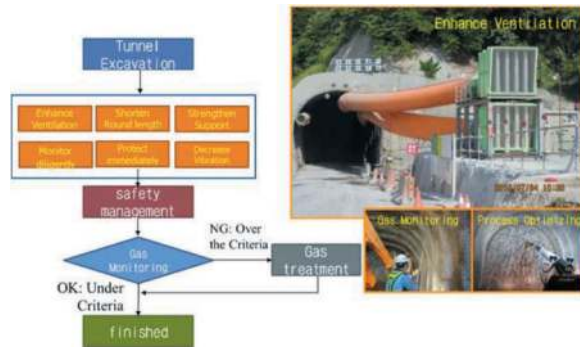 Tunnel
Excavation
Enhance
Ventilation
Shorten
Round length
Strengthen
Support
Monitor diligently
Protect
immediately
Decrease
Vibration
safety
management
Gas
Monitoring
NG: Over
the Criteria
Gas
treatment
OK: Under
Criteria
finished
Enhance Ventilation
Gas Monitoring
Process Optimizing